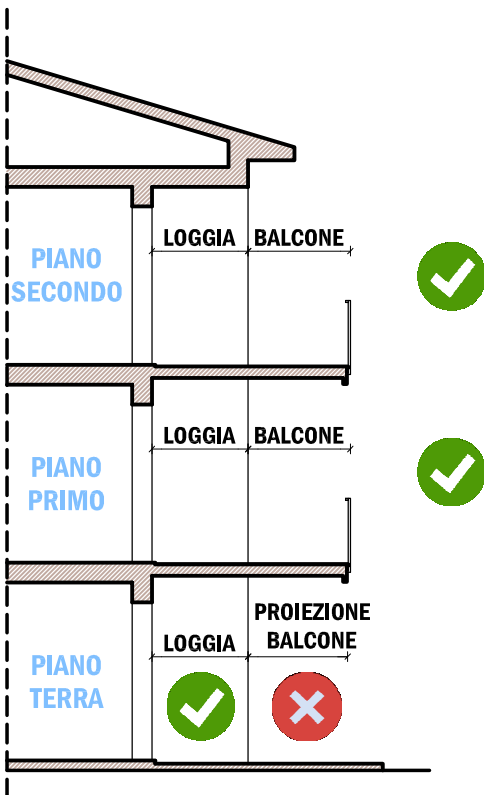 LOGGIA BALCONE
PIANO
SECONDO
LOGGIA BALCONE
PIANO
PRIMO
PROIEZIONE
LOGGIA BALCONE
PIANO
TERRA